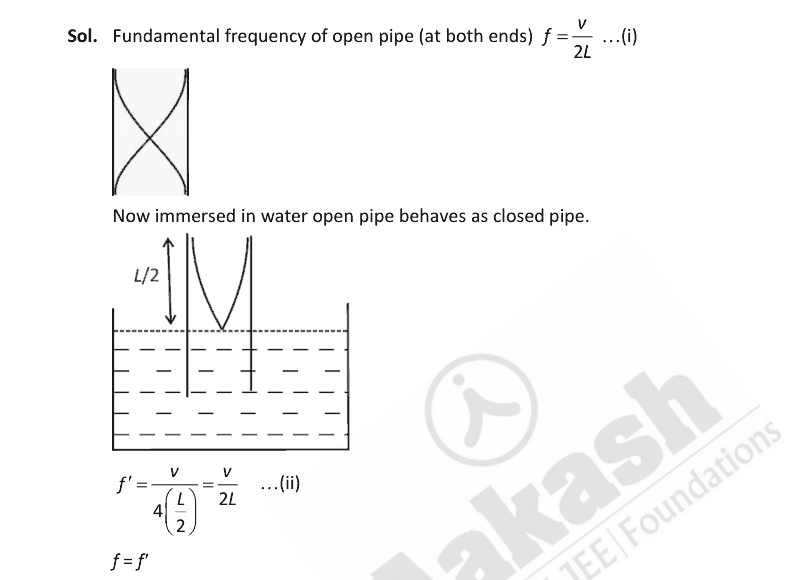 Sol. Fundamental frequency of open pipe (at both ends) f = v/2L ...(i)
Now immersed in water open pipe behaves as closed pipe.
L/2
f' = v/4(L/2) = v/2L ...(ii)
f = f'
Aakash
JEE | Foundations